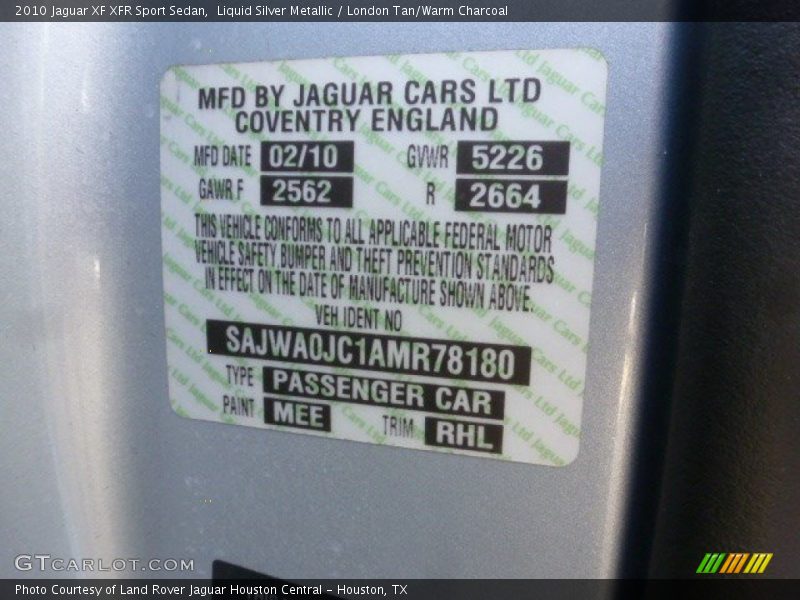 2010 Jaguar XF XFR Sport Sedan,  Liquid Silver Metallic / London Tan/Warm Charcoal
MFD BY JAGUAR CARS LTD
COVENTRY ENGLAND
MFD DATE 02/10 GVWR 5226
GAWR F 2562 R 2664
THIS VEHICLE CONFORMS TO ALL APPLICABLE FEDERAL MOTOR
VEHICLE SAFETY BUMPER AND THEFT PREVENTION STANDARDS
IN EFFECT ON THE DATE OF MANUFACTURE SHOWN ABOVE.
VEH IDENT NO
SAJWA0JC1AMR78180
TYPE PASSENGER CAR
PAINT MEE TRIM RHL
GTCARLOT.COM
Photo Courtesy of Land Rover Jaguar Houston Central – Houston, TX